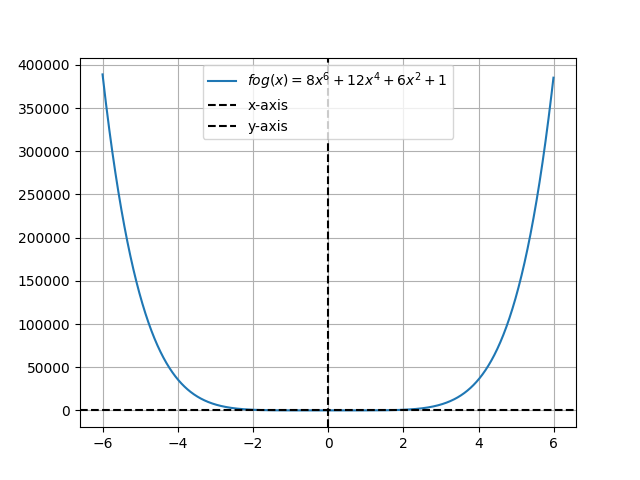 400000
350000
300000
250000
200000
150000
100000
50000
0
−6 −4 −2 0 2 4 6
fog(x) = 8x⁶ + 12x⁴ + 6x² + 1
x-axis
y-axis